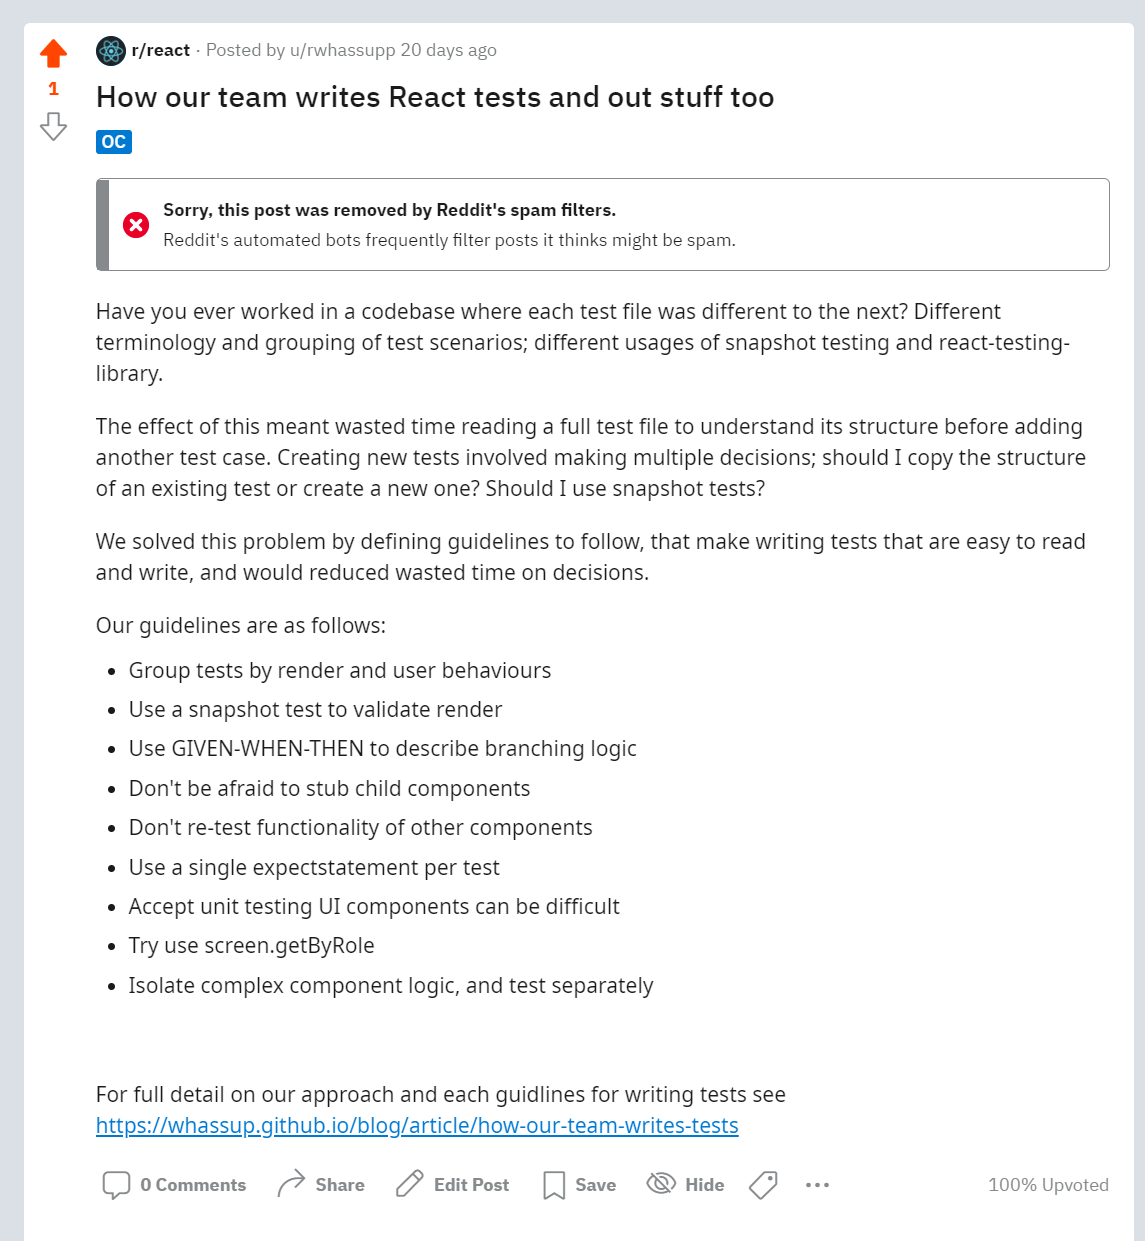 r/react · Posted by u/rwhassupp 20 days ago
1
How our team writes React tests and out stuff too
OC
Sorry, this post was removed by Reddit's spam filters.
Reddit's automated bots frequently filter posts it thinks might be spam.
Have you ever worked in a codebase where each test file was different to the next? Different
terminology and grouping of test scenarios; different usages of snapshot testing and react-testing-
library.
The effect of this meant wasted time reading a full test file to understand its structure before adding
another test case. Creating new tests involved making multiple decisions; should I copy the structure
of an existing test or create a new one? Should I use snapshot tests?
We solved this problem by defining guidelines to follow, that make writing tests that are easy to read
and write, and would reduced wasted time on decisions.
Our guidelines are as follows:
• Group tests by render and user behaviours
• Use a snapshot test to validate render
• Use GIVEN-WHEN-THEN to describe branching logic
• Don't be afraid to stub child components
• Don't re-test functionality of other components
• Use a single expectstatement per test
• Accept unit testing UI components can be difficult
• Try use screen.getByRole
• Isolate complex component logic, and test separately
For full detail on our approach and each guidlines for writing tests see
https://whassup.github.io/blog/article/how-our-team-writes-tests
0 Comments Share Edit Post Save Hide ••• 100% Upvoted